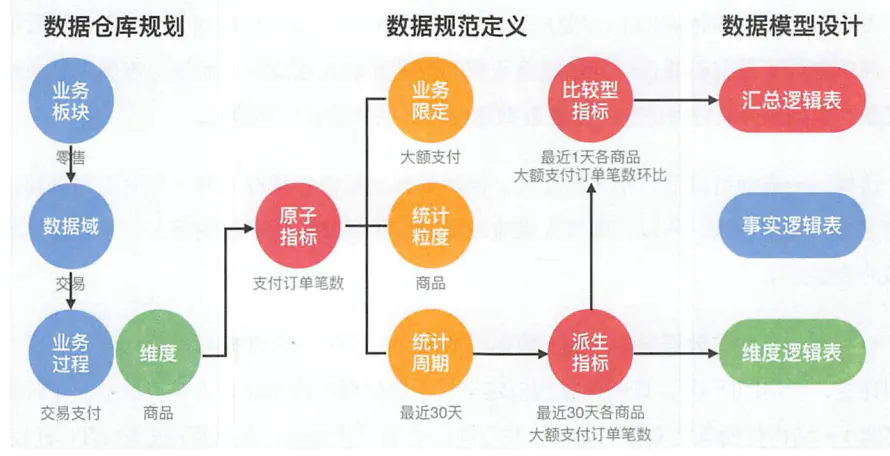 数据仓库规划
数据规范定义
数据模型设计
业务
板块
零售
数据域
交易
业务
过程
交易支付
维度
商品
原子
指标
支付订单笔数
业务
限定
大额支付
统计
粒度
商品
统计
周期
最近30天
比较型
指标
最近1天各商品
大额支付订单笔数环比
派生
指标
最近30天各商品
大额支付订单笔数
汇总逻辑表
事实逻辑表
维度逻辑表